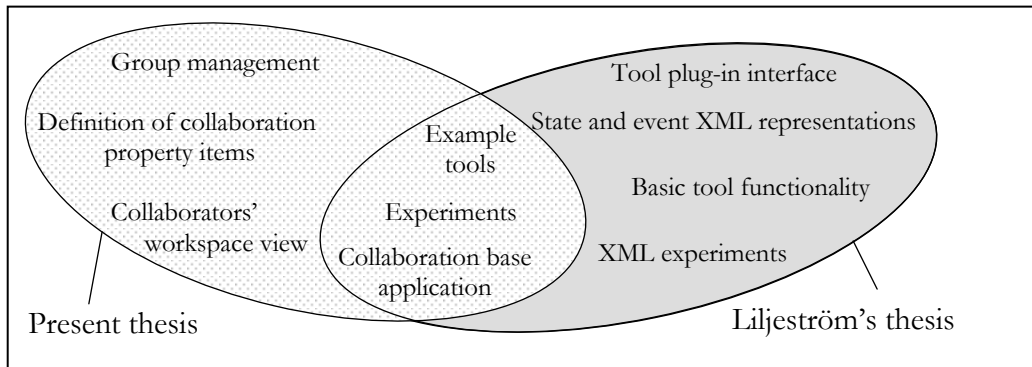 Group management
Definition of collaboration
property items
Collaborators’
workspace view
Example
tools
Experiments
Collaboration base
application
Tool plug-in interface
State and event XML representations
Basic tool functionality
XML experiments
Present thesis
Liljeström’s thesis